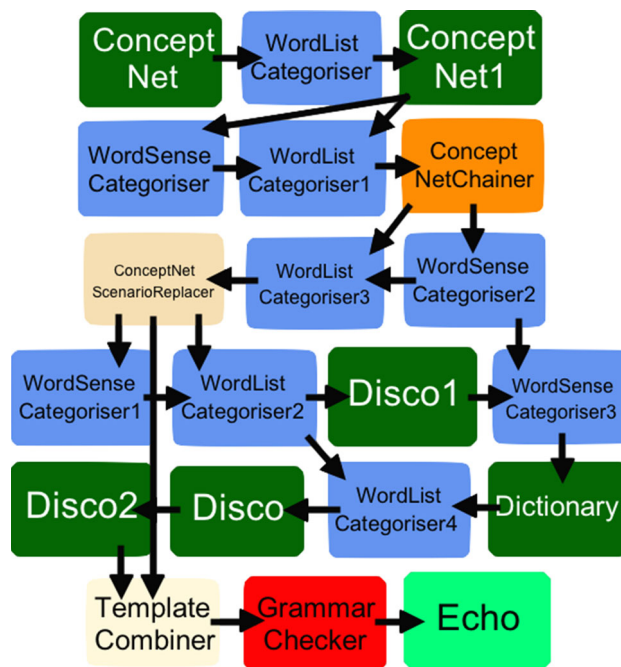 Concept
Net
WordList
Categoriser
Concept
Net1
WordSense
Categoriser
WordList
Categoriser1
Concept
NetChainer
ConceptNet
ScenarioReplacer
WordList
Categoriser3
WordSense
Categoriser2
WordSense
Categoriser1
WordList
Categoriser2
Disco1
WordSense
Categoriser3
Disco2
Disco
WordList
Categoriser4
Dictionary
Template
Combiner
Grammar
Checker
Echo